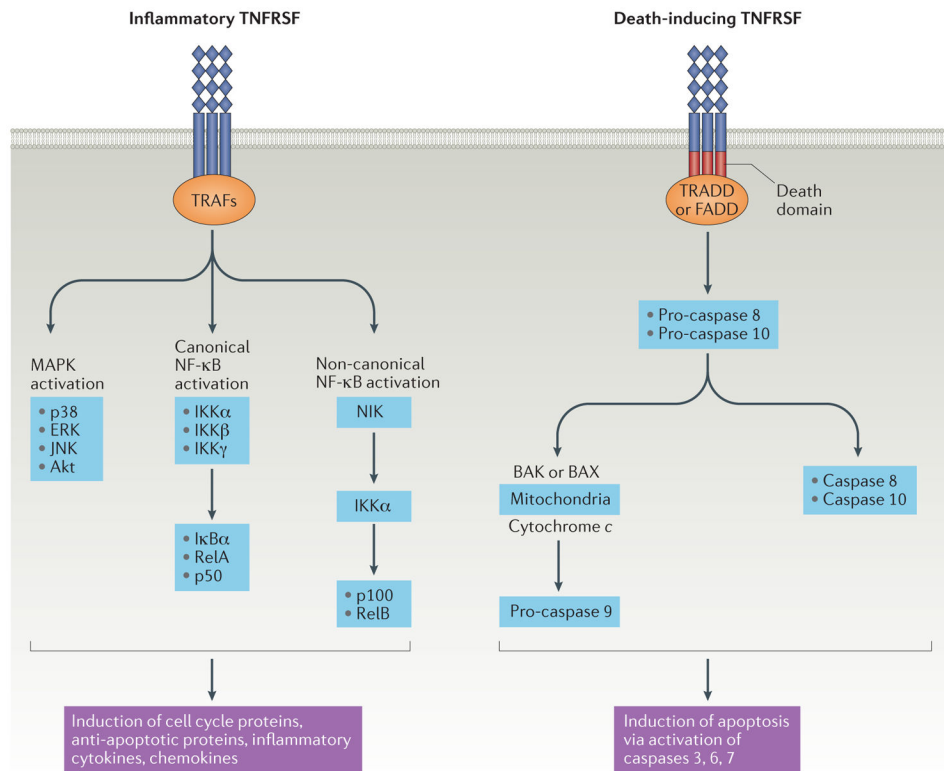 Inflammatory TNFRSF
TRAFs
MAPK
activation
• p38
• ERK
• JNK
• Akt
Canonical
NF-κB
activation
• IKKα
• IKKβ
• IKKγ
• IκBα
• RelA
• p50
Non-canonical
NF-κB activation
NIK
IKKα
• p100
• RelB
Induction of cell cycle proteins,
anti-apoptotic proteins, inflammatory
cytokines, chemokines
Death-inducing TNFRSF
TRADD
or FADD
Death
domain
• Pro-caspase 8
• Pro-caspase 10
BAK or BAX
Mitochondria
Cytochrome c
Pro-caspase 9
• Caspase 8
• Caspase 10
Induction of apoptosis
via activation of
caspases 3, 6, 7